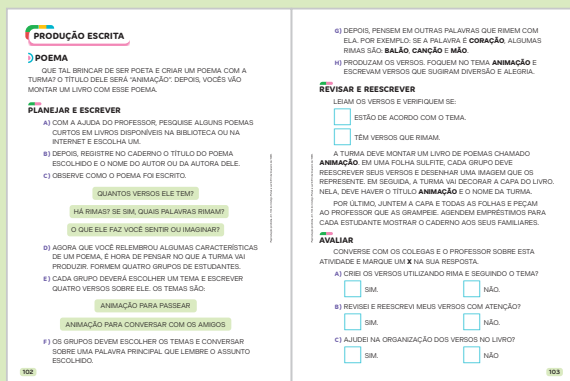 PRODUÇÃO ESCRITA
POEMA
QUE TAL BRINCAR DE SER POETA E CRIAR UM POEMA COM A
TURMA? O TÍTULO DELE SERÁ "ANIMAÇÃO". DEPOIS, VOCÊS VÃO
MONTAR UM LIVRO COM ESSE POEMA.
PLANEJAR E ESCREVER
A) COM A AJUDA DO PROFESSOR, PESQUISE ALGUNS POEMAS
CURTOS EM LIVROS DISPONÍVEIS NA BIBLIOTECA OU NA
INTERNET E ESCOLHA UM.
B) DEPOIS, REGISTRE NO CADERNO O TÍTULO DO POEMA
ESCOLHIDO E O NOME DO AUTOR OU DA AUTORA DELE.
C) OBSERVE COMO O POEMA FOI ESCRITO.
QUANTOS VERSOS ELE TEM?
HÁ RIMAS? SE SIM, QUAIS PALAVRAS RIMAM?
O QUE ELE FAZ VOCÊ SENTIR OU IMAGINAR?
D) AGORA QUE VOCÊ RELEMBROU ALGUMAS CARACTERÍSTICAS
DE UM POEMA, É HORA DE PENSAR NO QUE A TURMA VAI
PRODUZIR. FORMEM QUATRO GRUPOS DE ESTUDANTES.
E) CADA GRUPO DEVERÁ ESCOLHER UM TEMA E ESCREVER
QUATRO VERSOS SOBRE ELE. OS TEMAS SÃO:
ANIMAÇÃO PARA PASSEAR
ANIMAÇÃO PARA CONVERSAR COM OS AMIGOS
F) OS GRUPOS DEVEM ESCOLHER OS TEMAS E CONVERSAR
SOBRE UMA PALAVRA PRINCIPAL QUE LEMBRE O ASSUNTO
ESCOLHIDO.
102
G) DEPOIS, PENSEM EM OUTRAS PALAVRAS QUE RIMEM COM
ELA. POR EXEMPLO: SE A PALAVRA É CORAÇÃO, ALGUMAS
RIMAS SÃO: BALÃO, CANÇÃO E MÃO.
H) PRODUZAM OS VERSOS. FOQUEM NO TEMA ANIMAÇÃO E
ESCREVAM VERSOS QUE SUGIRAM DIVERSÃO E ALEGRIA.
REVISAR E REESCREVER
LEIAM OS VERSOS E VERIFIQUEM SE:
ESTÃO DE ACORDO COM O TEMA.
TÊM VERSOS QUE RIMAM.
A TURMA DEVE MONTAR UM LIVRO DE POEMAS CHAMADO
ANIMAÇÃO. EM UMA FOLHA SULFITE, CADA GRUPO DEVE
REESCREVER SEUS VERSOS E DESENHAR UMA IMAGEM QUE OS
REPRESENTE. EM SEGUIDA, A TURMA VAI DECORAR A CAPA DO LIVRO.
NELA, DEVE HAVER O TÍTULO ANIMAÇÃO E O NOME DA TURMA.
POR ÚLTIMO, JUNTEM A CAPA E TODAS AS FOLHAS E PEÇAM
AO PROFESSOR QUE AS GRAMPEIE. AGENDEM EMPRÉSTIMOS PARA
CADA ESTUDANTE MOSTRAR O CADERNO AOS SEUS FAMILIARES.
AVALIAR
CONVERSE COM OS COLEGAS E O PROFESSOR SOBRE ESTA
ATIVIDADE E MARQUE UM X NA SUA RESPOSTA.
A) CRIEI OS VERSOS UTILIZANDO RIMA E SEGUINDO O TEMA?
SIM. NÃO.
B) REVISEI E REESCREVI MEUS VERSOS COM ATENÇÃO?
SIM. NÃO.
C) AJUDEI NA ORGANIZAÇÃO DOS VERSOS NO LIVRO?
SIM. NÃO
103